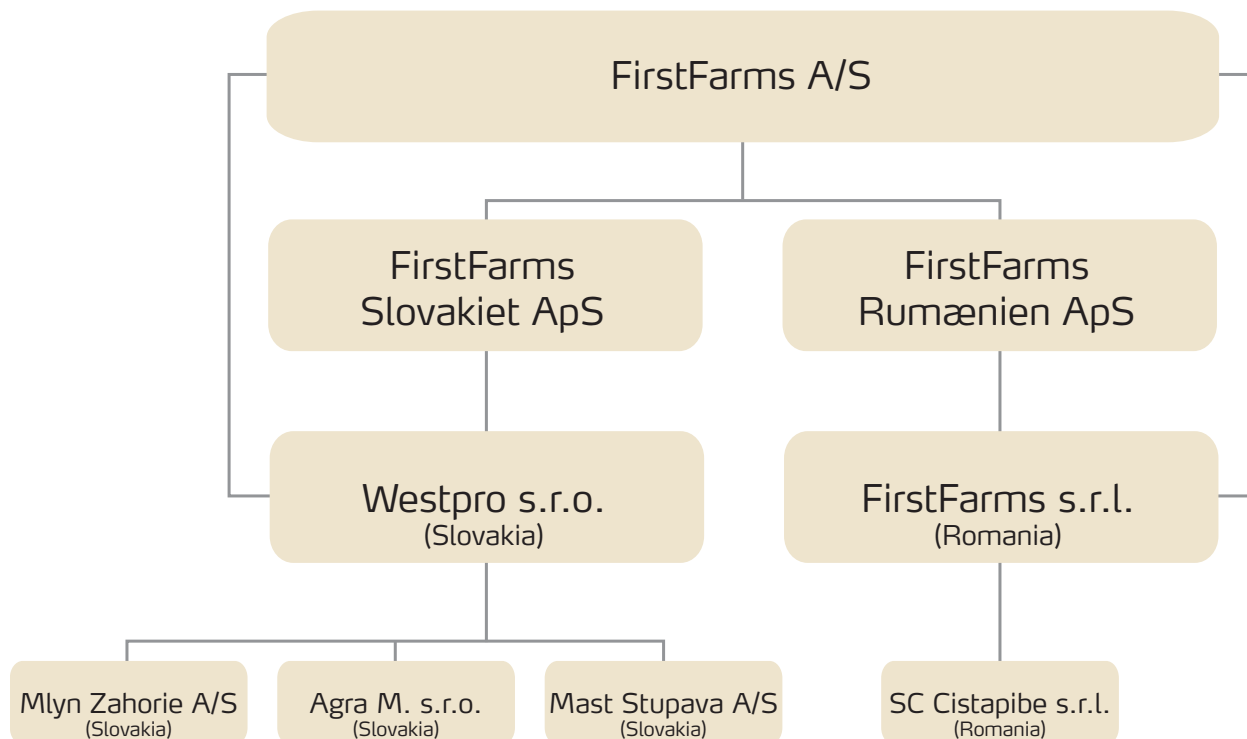 FirstFarms A/S
FirstFarms
Slovakiet ApS
FirstFarms
Rumænien ApS
Westpro s.r.o.
(Slovakia)
FirstFarms s.r.l.
(Romania)
Mlyn Zahorie A/S
(Slovakia)
Agra M. s.r.o.
(Slovakia)
Mast Stupava A/S
(Slovakia)
SC Cistapibe s.r.l.
(Romania)